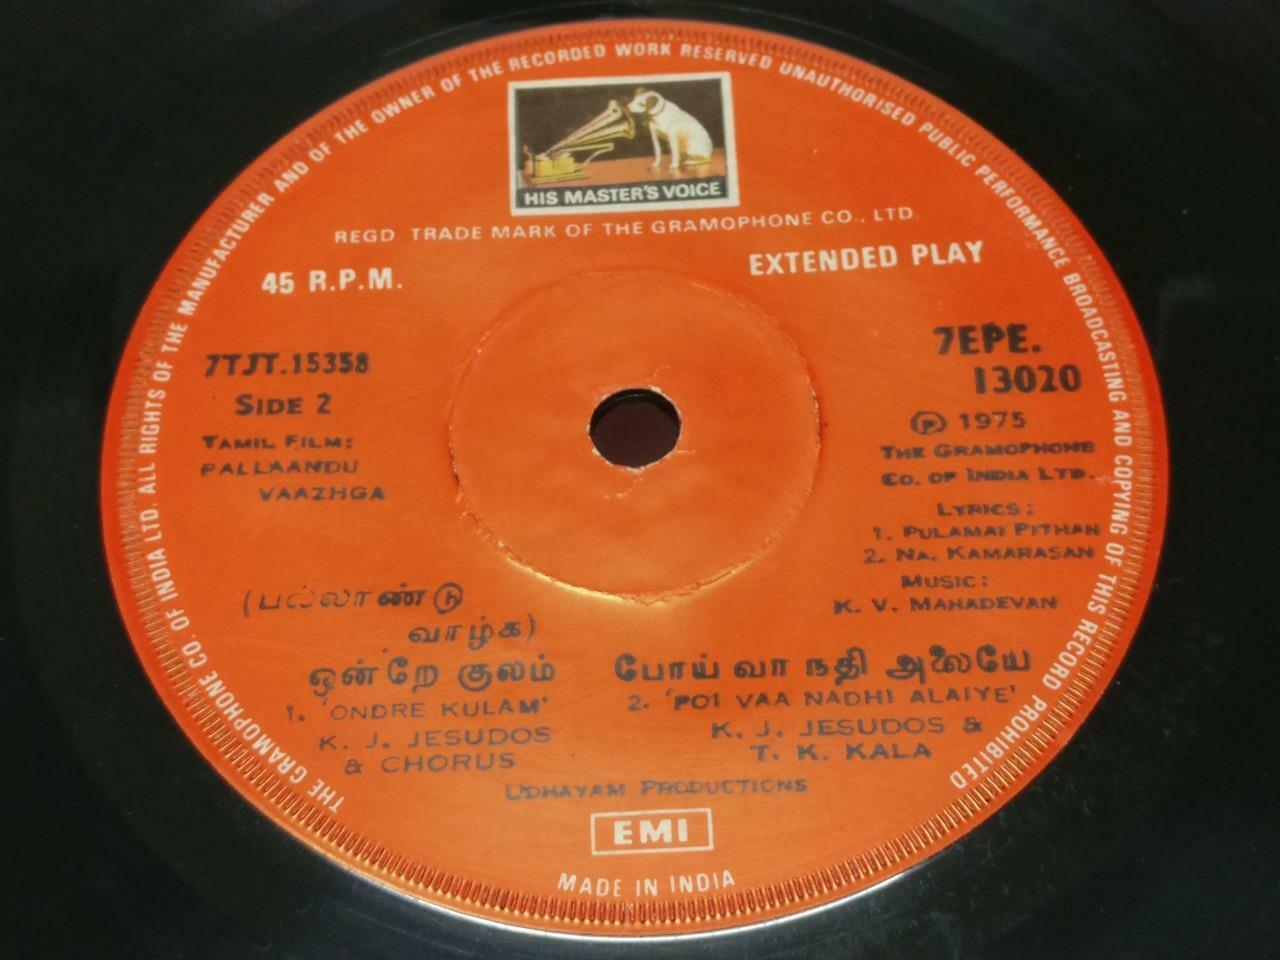 THE GRAMOPHONE CO. OF INDIA LTD. ALL RIGHTS OF THE MANUFACTURER AND OF THE OWNER OF THE RECORDED WORK RESERVED UNAUTHORISED PUBLIC PERFORMANCE BROADCASTING AND COPYING OF THIS RECORD PROHIBITED
HIS MASTER'S VOICE
REGD TRADE MARK OF THE GRAMOPHONE CO., LTD.
45 R.P.M.
EXTENDED PLAY
7TJT.15358
SIDE 2
TAMIL FILM:
PALLAANDU
VAAZHGA
7EPE.
13020
Ⓟ 1975
THE GRAMOPHONE
CO. OF INDIA LTD.
LYRICS:
1. PULAMAI PITHAN
2. NA. KAMARASAN
MUSIC:
K. V. MAHADEVAN
(பல்லாண்டு
வாழ்க)
ஒன்றே குலம்
1. 'ONDRE KULAM'
K. J. JESUDOS
& CHORUS
போய் வா நதி அலையே
2. 'POI VAA NADHI ALAIYE'
K. J. JESUDOS &
T. K. KALA
UDHAYAM PRODUCTIONS
EMI
MADE IN INDIA